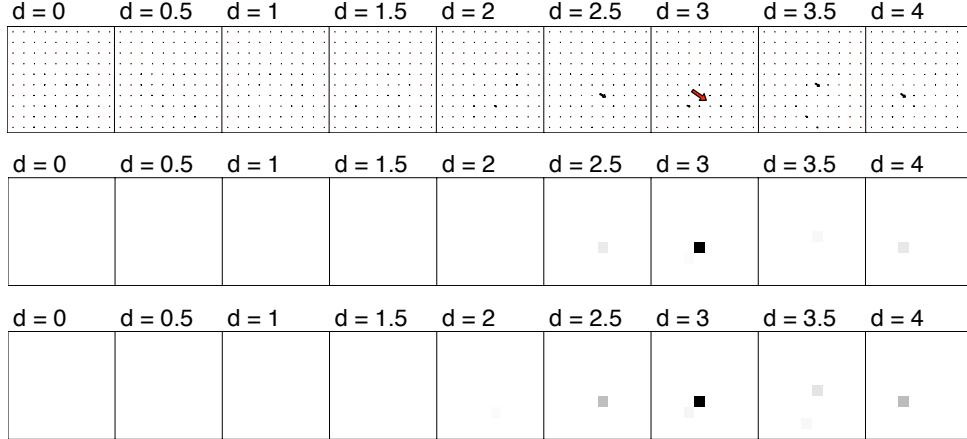 d = 0 d = 0.5 d = 1 d = 1.5 d = 2 d = 2.5 d = 3 d = 3.5 d = 4
d = 0 d = 0.5 d = 1 d = 1.5 d = 2 d = 2.5 d = 3 d = 3.5 d = 4
d = 0 d = 0.5 d = 1 d = 1.5 d = 2 d = 2.5 d = 3 d = 3.5 d = 4